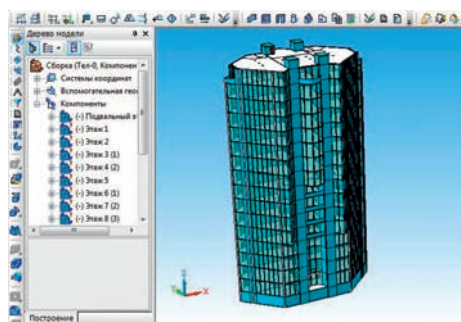 Дерево модели
Сборка (Тел-0, Компонен
Системы координат
Вспомогательная гео
Компоненты
(-) Подвальный э
(-) Этаж 1
(-) Этаж 2
(-) Этаж 3 (1)
(-) Этаж 4 (2)
(-) Этаж 5
(-) Этаж 6 (1)
(-) Этаж 7 (2)
(-) Этаж 8 (3)
Построение
Z
Y
X